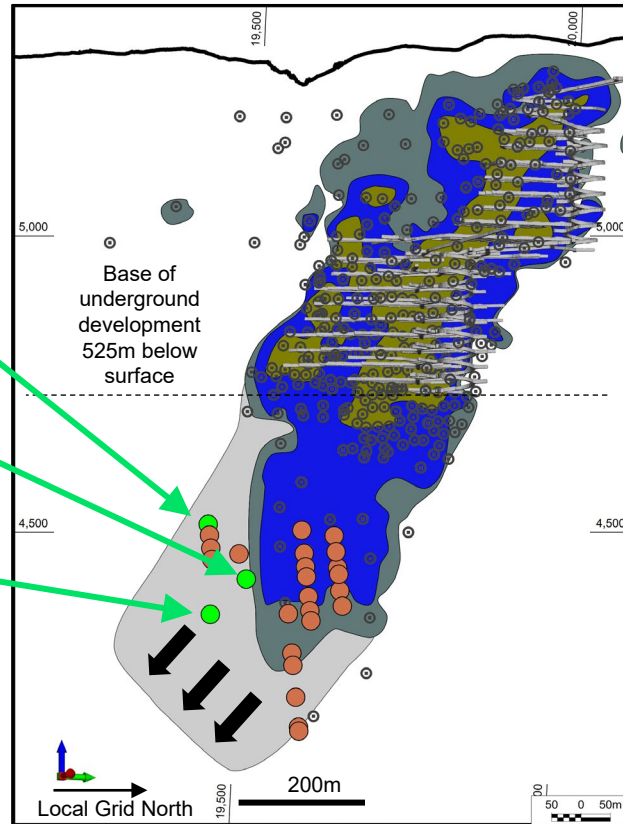 19,500
20,000
5,000
5,000
Base of
underground
development
525m below
surface
4,500
4,500
Local Grid North
19,500
200m
50 0 50m